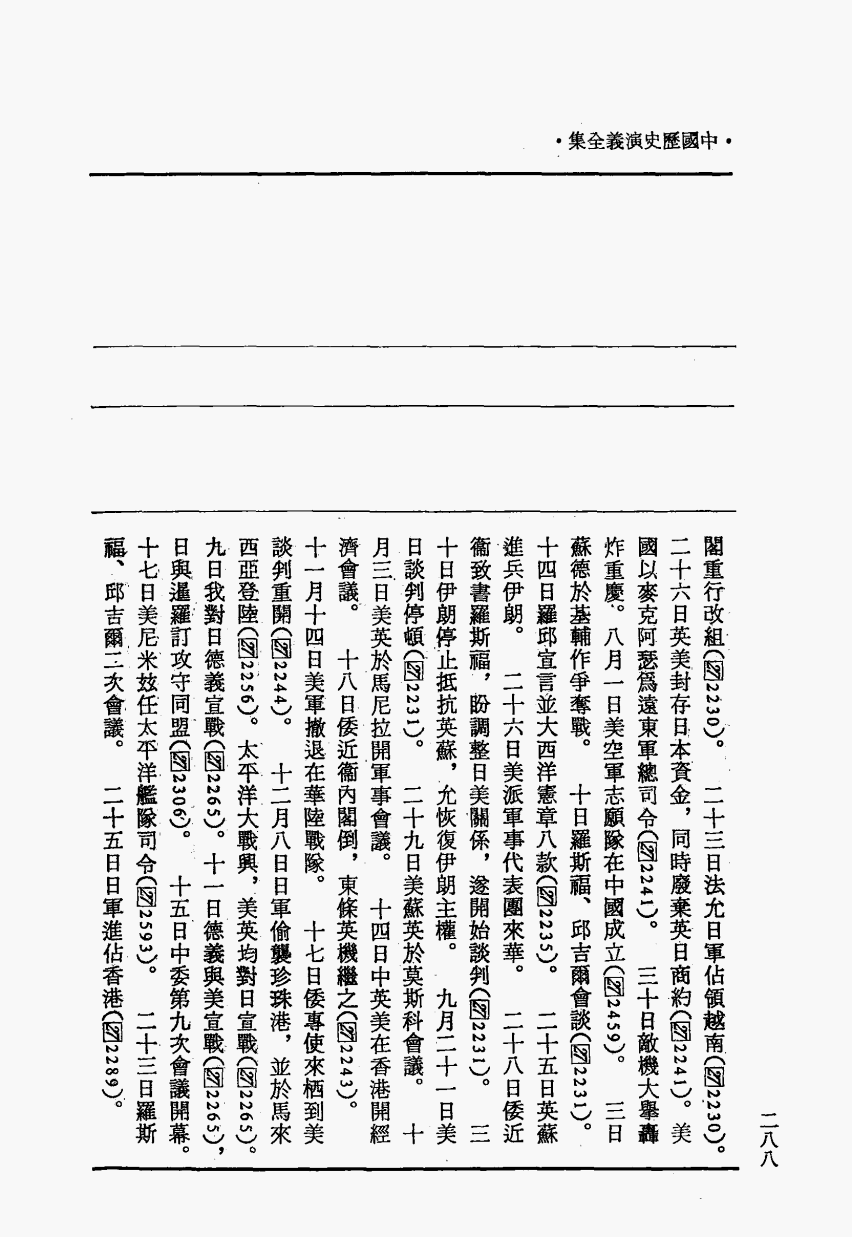 ·中國歷史演義全集·
二八八
閣重行改組(2230)。 二十三日法允日軍佔領越南(2230)。
二十六日英美封存日本資金，同時廢棄英日商約(2241)。美
國以麥克阿瑟爲遠東軍總司令(2241)。 三十日敵機大舉轟
炸重慶。八月一日美空軍志願隊在中國成立(2459)。 三日
蘇德於基輔作爭奪戰。 十日羅斯福、邱吉爾會談(2231)。
十四日羅邱宣言並大西洋憲章八款(2235)。 二十五日英蘇
進兵伊朗。 二十六日美派軍事代表團來華。 二十八日倭近
衞致書羅斯福，盼調整日美關係，遂開始談判(2231)。 三
十日伊朗停止抵抗英蘇，允恢復伊朗主權。 九月二十一日美
日談判停頓(2231)。 二十九日美蘇英於莫斯科會議。 十
月三日美英於馬尼拉開軍事會議。 十四日中英美在香港開經
濟會議。 十八日倭近衞內閣倒，東條英機繼之(2243)。
十一月十四日美軍撤退在華陸戰隊。 十七日倭專使來栖到美
談判重開(2244)。 十二月八日日軍偷襲珍珠港，並於馬來
西亞登陸(2256)。太平洋大戰興，美英均對日宣戰(2265)。
九日我對日德義宣戰(2265)。十一日德義與美宣戰(2265)，
日與暹羅訂攻守同盟(2306)。 十五日中委第九次會議開幕。
十七日美尼米玆任太平洋艦隊司令(2593)。 二十三日羅斯
福、邱吉爾二次會議。 二十五日日軍進佔香港(2289)。